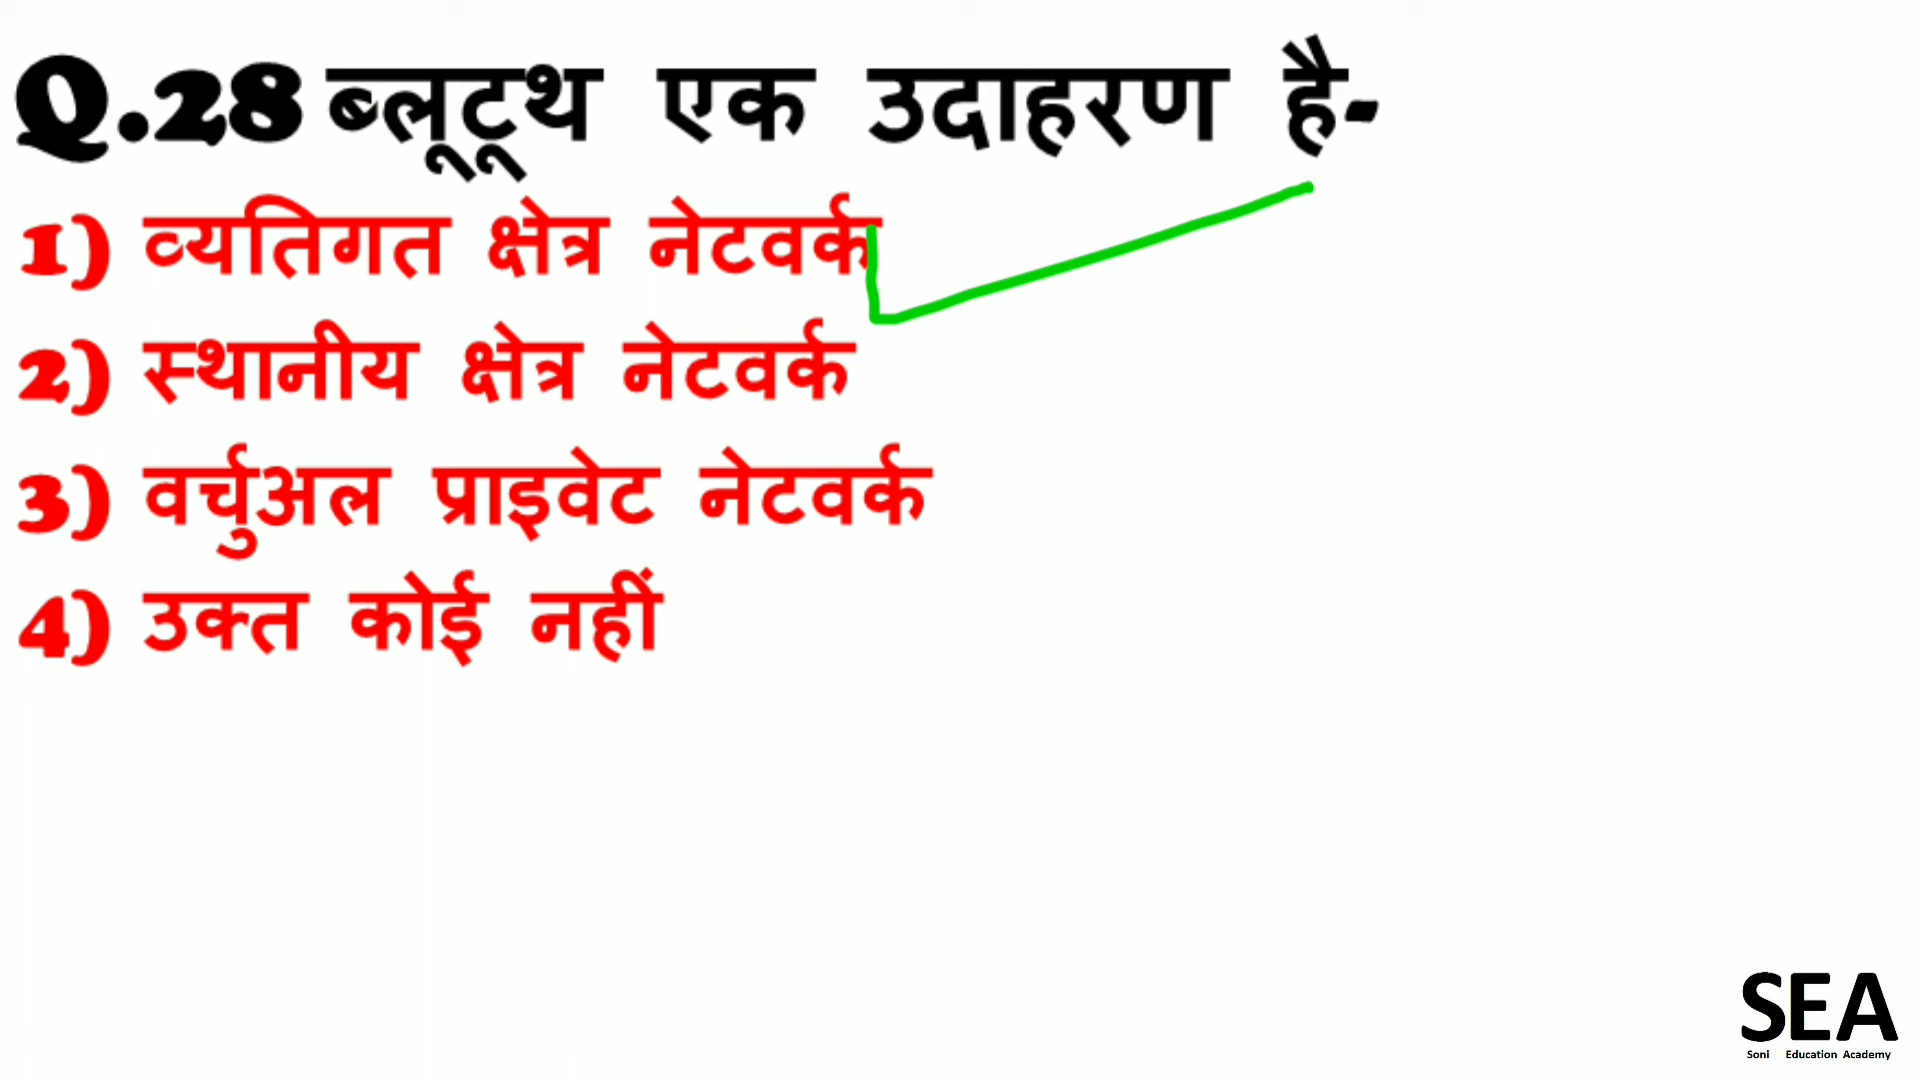 Q.28 ब्लूटूथ एक उदाहरण है-
1) व्यतिगत क्षेत्र नेटवर्क
2) स्थानीय क्षेत्र नेटवर्क
3) वर्चुअल प्राइवेट नेटवर्क
4) उक्त कोई नहीं
SEA
Soni Education Academy